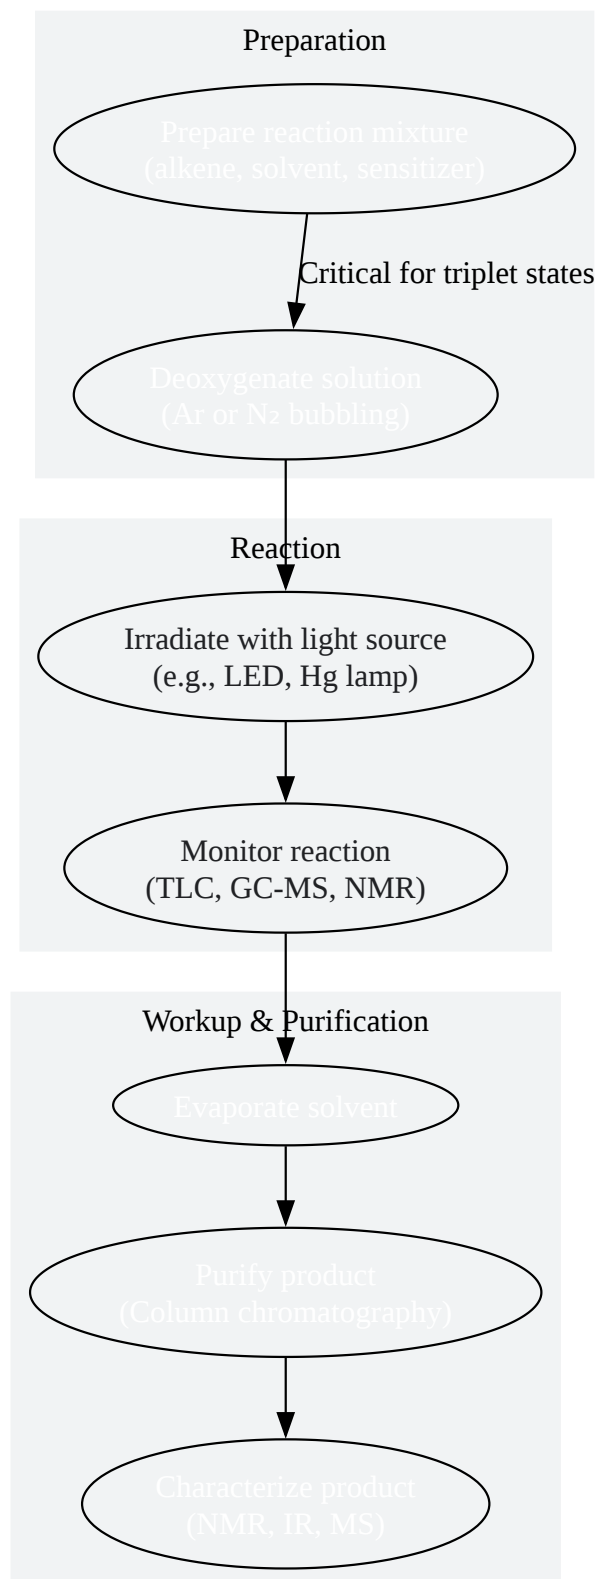 Preparation
Prepare reaction mixture
(alkene, solvent, sensitizer)
Critical for triplet states
Deoxygenate solution
(Ar or N₂ bubbling)
Reaction
Irradiate with light source
(e.g., LED, Hg lamp)
Monitor reaction
(TLC, GC-MS, NMR)
Workup & Purification
Evaporate solvent
Purify product
(Column chromatography)
Characterize product
(NMR, IR, MS)